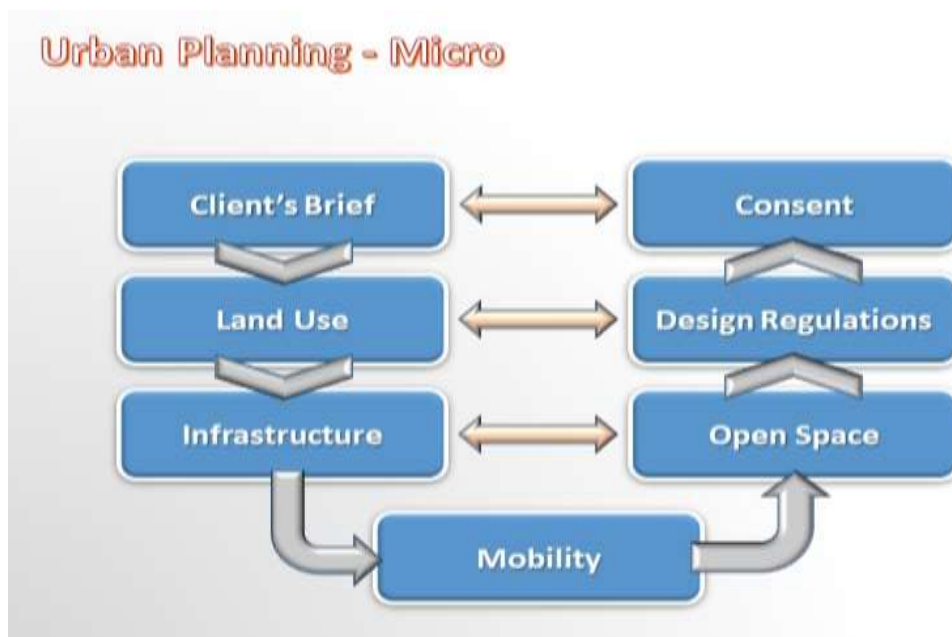 Urban Planning - Micro
Client's Brief
Consent
Land Use
Design Regulations
Infrastructure
Open Space
Mobility